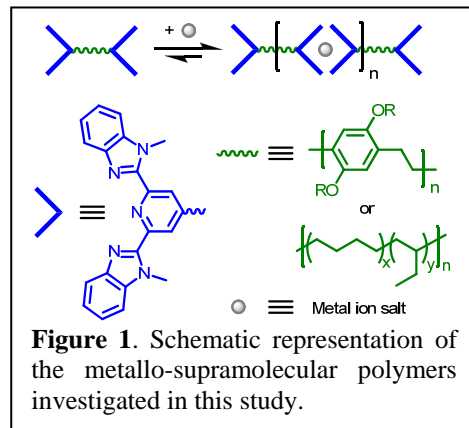 +
n
N
OR
N
n
RO
N
or
N
x y n
N
Metal ion salt
Figure 1. Schematic representation of
the metallo-supramolecular polymers
investigated in this study.